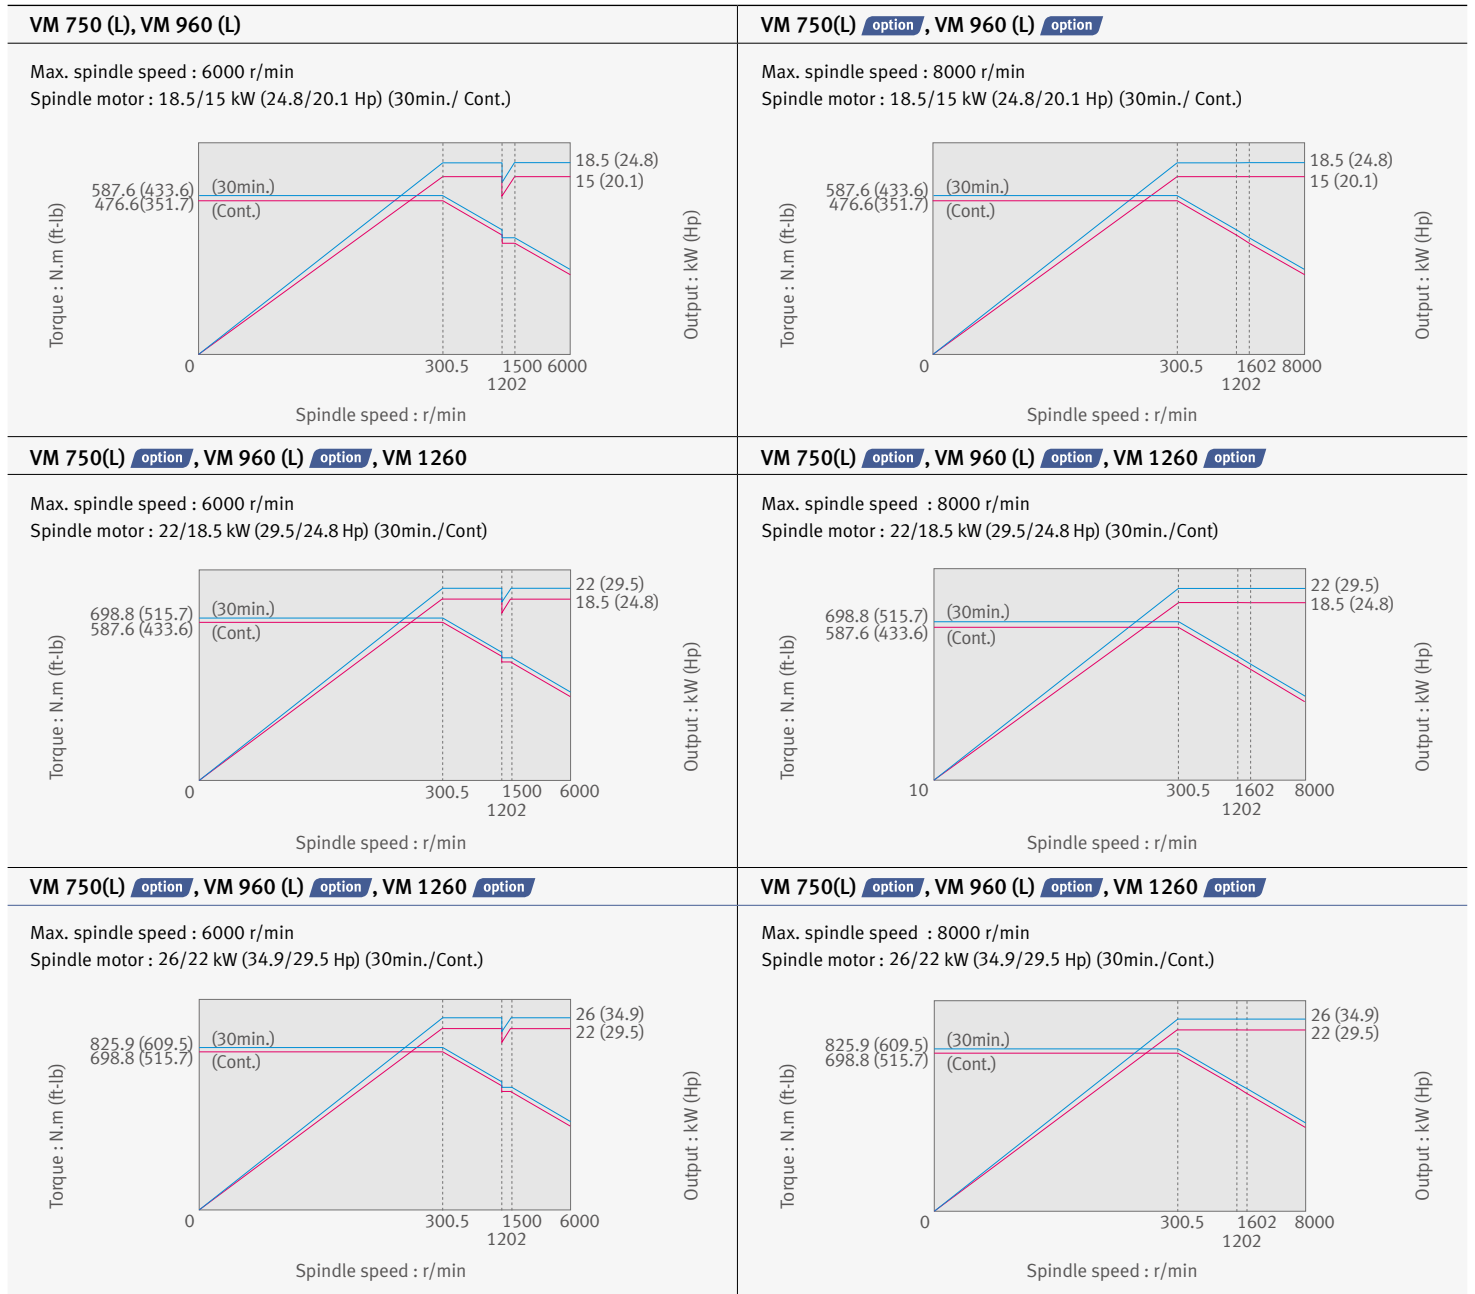 VM 750 (L), VM 960 (L)
Max. spindle speed : 6000 r/min
Spindle motor : 18.5/15 kW (24.8/20.1 Hp) (30min./ Cont.)
587.6 (433.6)
476.6(351.7)
(30min.)
(Cont.)
18.5 (24.8)
15 (20.1)
Torque : N.m (ft-lb)
Output : kW (Hp)
0
300.5
1500
6000
1202
Spindle speed : r/min
VM 750(L) option , VM 960 (L) option
Max. spindle speed : 8000 r/min
Spindle motor : 18.5/15 kW (24.8/20.1 Hp) (30min./ Cont.)
587.6 (433.6)
476.6(351.7)
(30min.)
(Cont.)
18.5 (24.8)
15 (20.1)
Torque : N.m (ft-lb)
Output : kW (Hp)
0
300.5
1602
8000
1202
Spindle speed : r/min
VM 750(L) option , VM 960 (L) option , VM 1260
Max. spindle speed : 6000 r/min
Spindle motor : 22/18.5 kW (29.5/24.8 Hp) (30min./Cont)
698.8 (515.7)
587.6 (433.6)
(30min.)
(Cont.)
22 (29.5)
18.5 (24.8)
Torque : N.m (ft-lb)
Output : kW (Hp)
0
300.5
1500
6000
1202
Spindle speed : r/min
VM 750(L) option , VM 960 (L) option , VM 1260 option
Max. spindle speed : 8000 r/min
Spindle motor : 22/18.5 kW (29.5/24.8 Hp) (30min./Cont)
698.8 (515.7)
587.6 (433.6)
(30min.)
(Cont.)
22 (29.5)
18.5 (24.8)
Torque : N.m (ft-lb)
Output : kW (Hp)
10
300.5
1602
8000
1202
Spindle speed : r/min
VM 750(L) option , VM 960 (L) option , VM 1260 option
Max. spindle speed : 6000 r/min
Spindle motor : 26/22 kW (34.9/29.5 Hp) (30min./Cont.)
825.9 (609.5)
698.8 (515.7)
(30min.)
(Cont.)
26 (34.9)
22 (29.5)
Torque : N.m (ft-lb)
Output : kW (Hp)
0
300.5
1500
6000
1202
Spindle speed : r/min
VM 750(L) option , VM 960 (L) option , VM 1260 option
Max. spindle speed : 8000 r/min
Spindle motor : 26/22 kW (34.9/29.5 Hp) (30min./Cont.)
825.9 (609.5)
698.8 (515.7)
(30min.)
(Cont.)
26 (34.9)
22 (29.5)
Torque : N.m (ft-lb)
Output : kW (Hp)
0
300.5
1602
8000
1202
Spindle speed : r/min